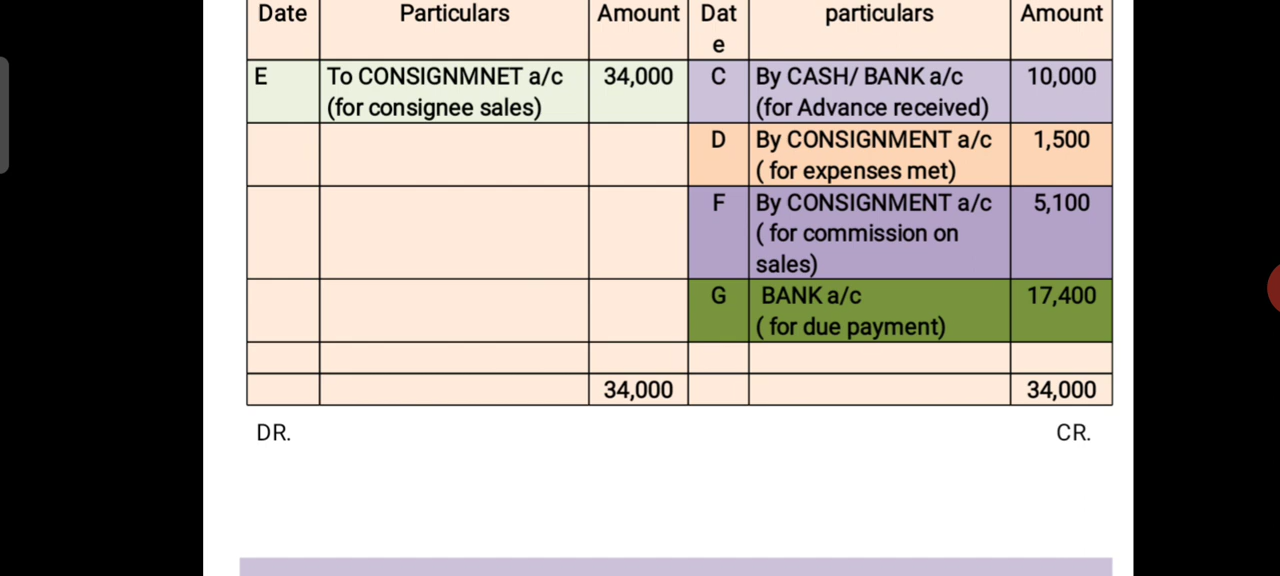 Date Particulars Amount Dat particulars Amount
e
E To CONSIGNMNET a/c 34,000 C By CASH/ BANK a/c 10,000
(for consignee sales) (for Advance received)
D By CONSIGNMENT a/c 1,500
( for expenses met)
F By CONSIGNMENT a/c 5,100
( for commission on
sales)
G BANK a/c 17,400
( for due payment)
34,000 34,000
DR. CR.